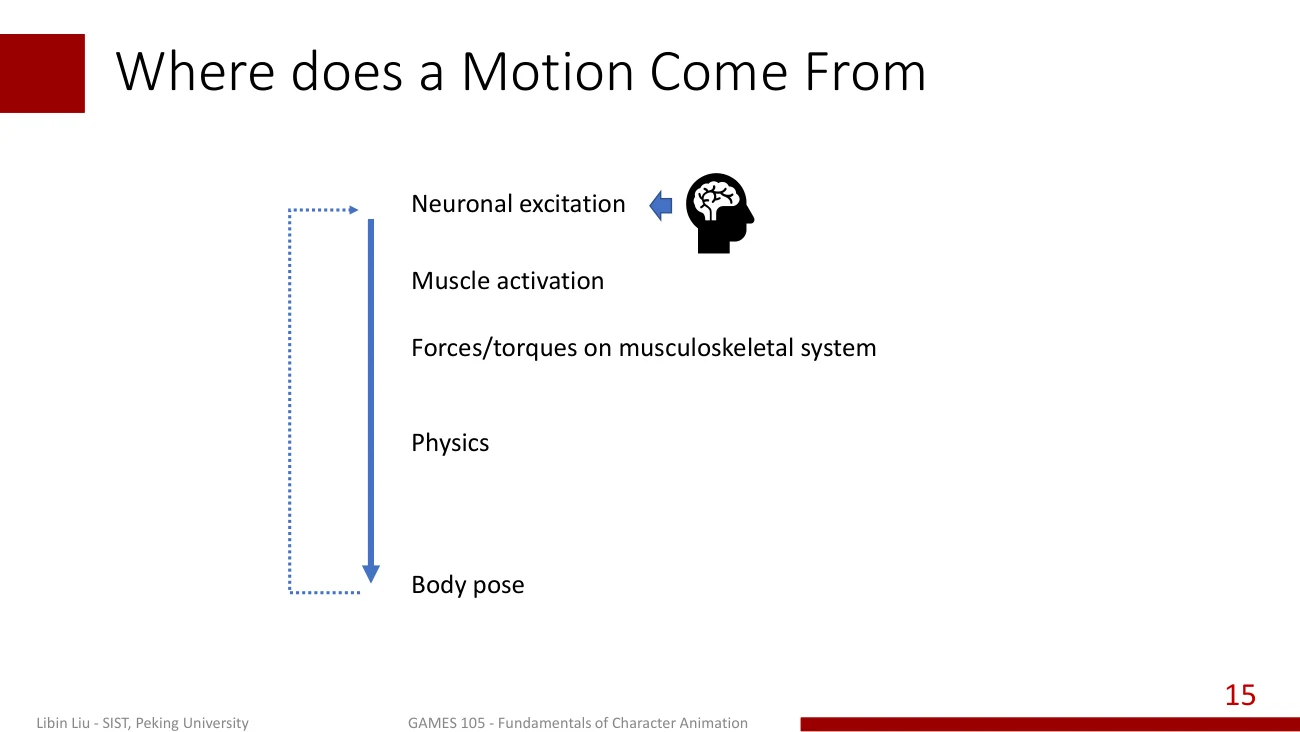 Where does a Motion Come From
Neuronal excitation
Muscle activation
Forces/torques on musculoskeletal system
Physics
Body pose
15
Libin Liu - SIST, Peking University
GAMES 105 - Fundamentals of Character Animation